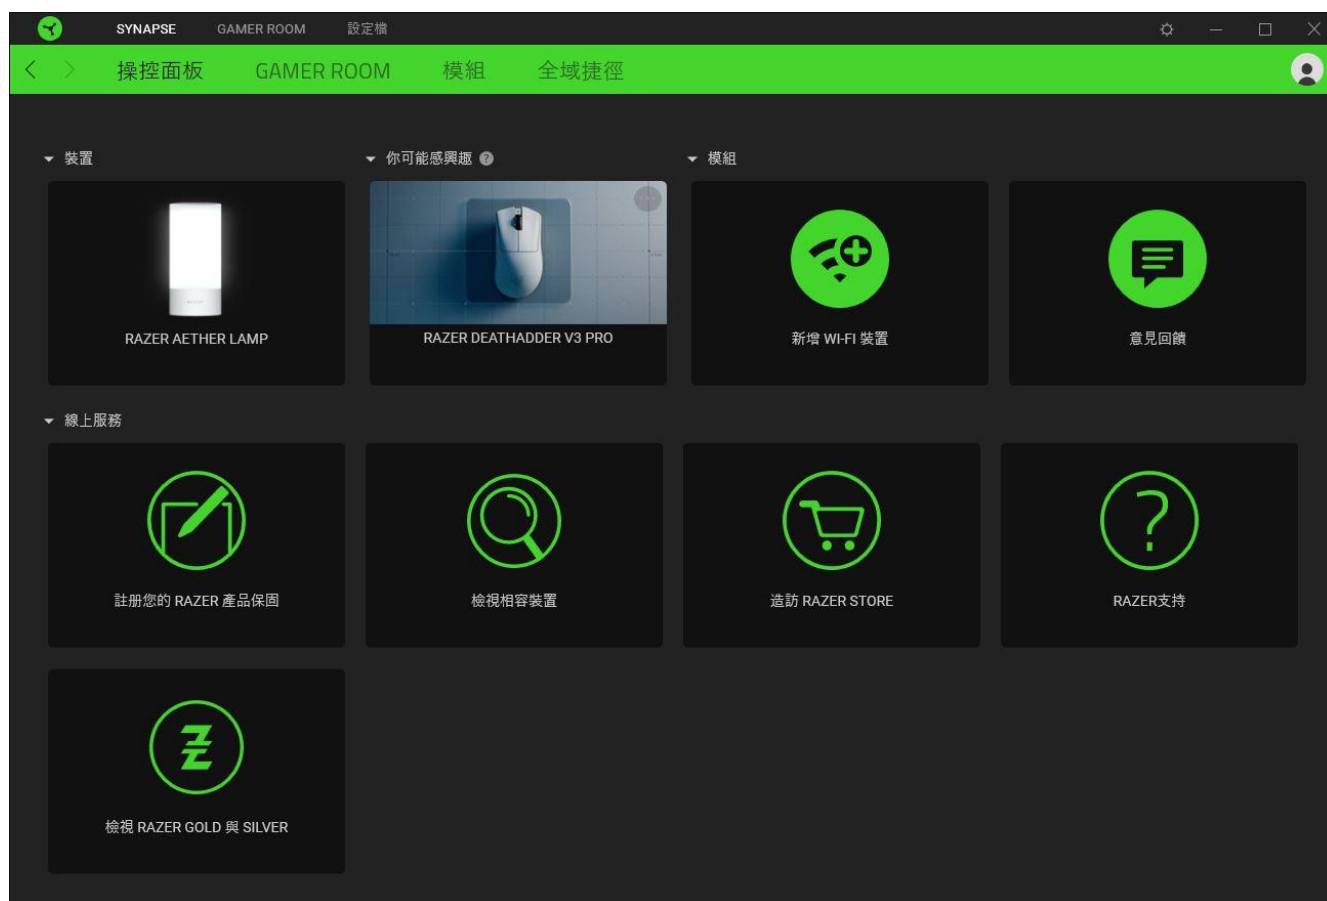 SYNAPSE GAMER ROOM 設定檔
操控面板 GAMER ROOM 模組 全域捷徑
裝置 你可能感興趣 ? 模組
RAZER AETHER LAMP RAZER DEATHADDER V3 PRO 新增 WI-FI 裝置 意見回饋
線上服務
註册您的 RAZER 產品保固 檢視相容裝置 造訪 RAZER STORE RAZER支持
檢視 RAZER GOLD 與 SILVER